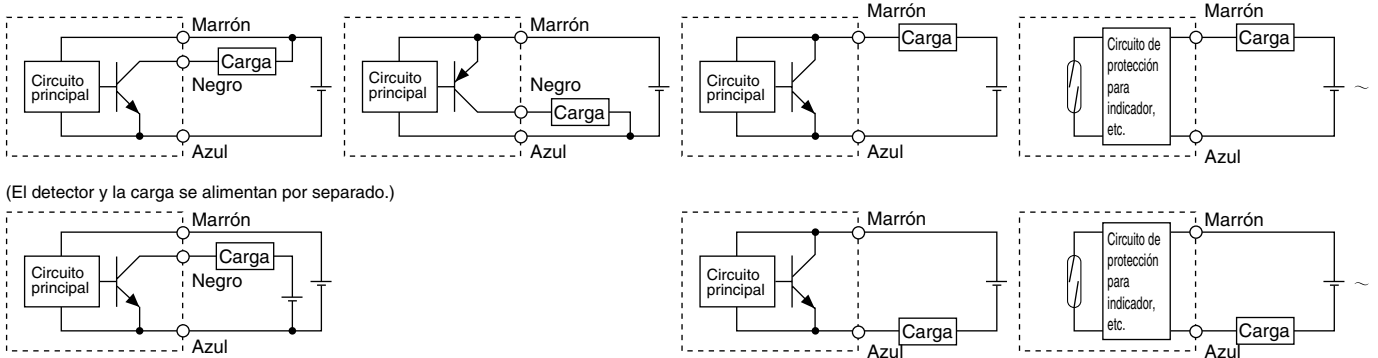 Marrón
Circuito
principal
Carga
Negro
Azul
Marrón
Circuito
principal
Negro
Carga
Azul
Marrón
Carga
Circuito
principal
Azul
Marrón
Circuito de
protección
para
indicador,
etc.
Carga
~
Azul
(El detector y la carga se alimentan por separado.)
Marrón
Circuito
principal
Carga
Negro
Azul
Marrón
Circuito
principal
Carga
Azul
Marrón
Circuito de
protección
para
indicador,
etc.
~
Carga
Azul